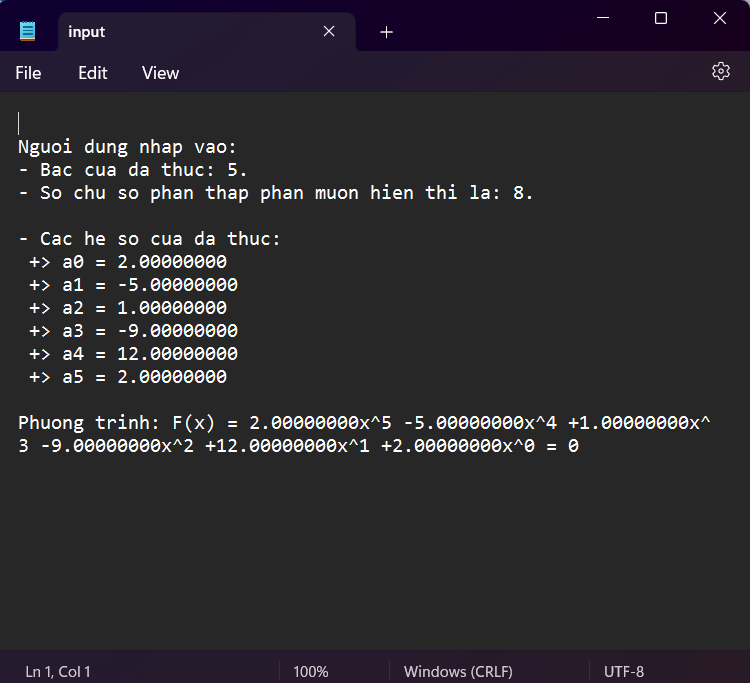 input
File Edit View
Nguoi dung nhap vao:
- Bac cua da thuc: 5.
- So chu so phan thap phan muon hien thi la: 8.
- Cac he so cua da thuc:
+> a0 = 2.00000000
+> a1 = -5.00000000
+> a2 = 1.00000000
+> a3 = -9.00000000
+> a4 = 12.00000000
+> a5 = 2.00000000
Phuong trinh: F(x) = 2.00000000x^5 -5.00000000x^4 +1.00000000x^
3 -9.00000000x^2 +12.00000000x^1 +2.00000000x^0 = 0
Ln 1, Col 1 100% Windows (CRLF) UTF-8